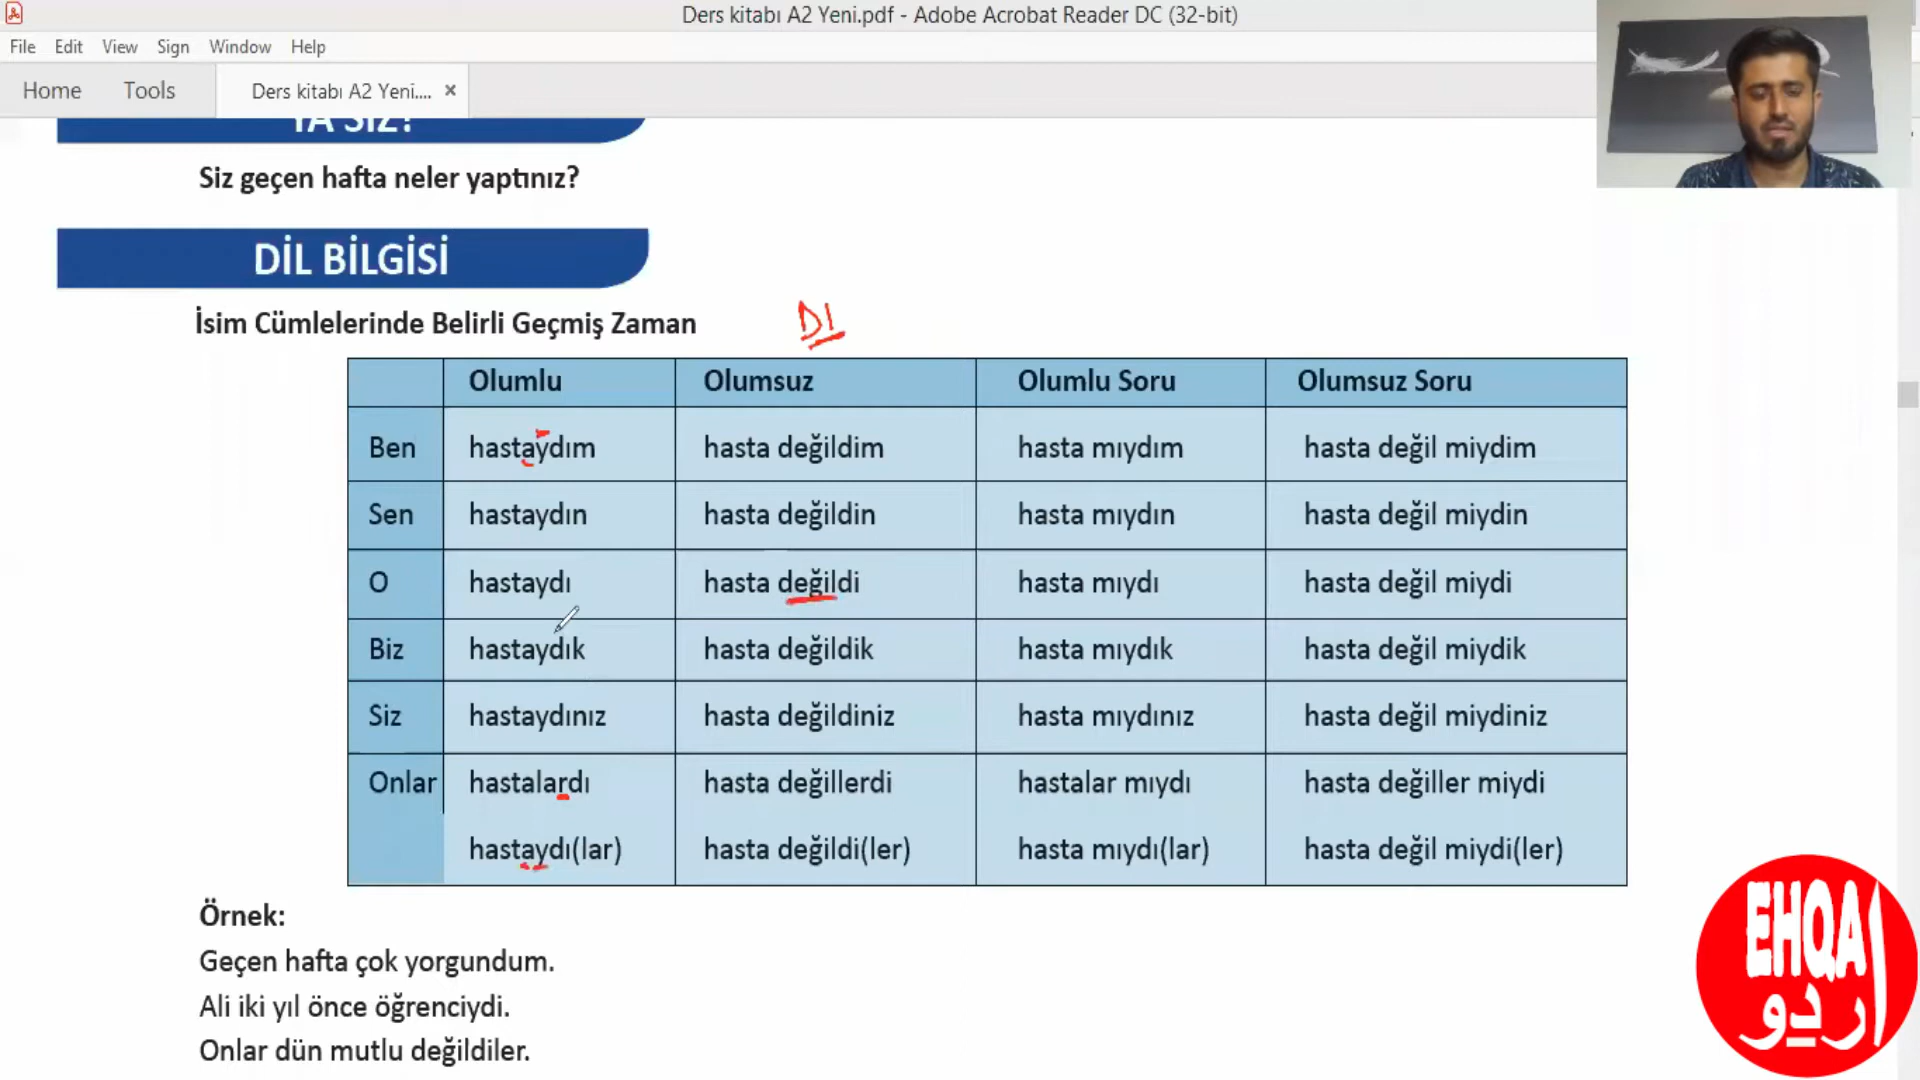 Ders kitabı A2 Yeni.pdf - Adobe Acrobat Reader DC (32-bit)
File Edit View Sign Window Help
Home Tools Ders kitabı A2 Yeni.... ×
YA SİZ?
Siz geçen hafta neler yaptınız?
DİL BİLGİSİ
İsim Cümlelerinde Belirli Geçmiş Zaman DI
Olumlu Olumsuz Olumlu Soru Olumsuz Soru
Ben hastaydım hasta değildim hasta mıydım hasta değil miydim
Sen hastaydın hasta değildin hasta mıydın hasta değil miydin
O hastaydı hasta değildi hasta mıydı hasta değil miydi
Biz hastaydık hasta değildik hasta mıydık hasta değil miydik
Siz hastaydınız hasta değildiniz hasta mıydınız hasta değil miydiniz
Onlar hastalardı hasta değillerdi hastalar mıydı hasta değiller miydi
hastaydı(lar) hasta değildi(ler) hasta mıydı(lar) hasta değil miydi(ler)
Örnek:
Geçen hafta çok yorgundum.
Ali iki yıl önce öğrenciydi.
Onlar dün mutlu değildiler.
EHQA
اردو